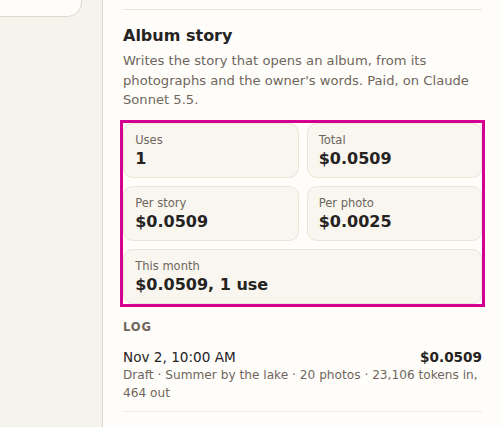 Album story
Writes the story that opens an album, from its
photographs and the owner's words. Paid, on Claude
Sonnet 5.5.
Uses
1
Total
$0.0509
Per story
$0.0509
Per photo
$0.0025
This month
$0.0509, 1 use
LOG
Nov 2, 10:00 AM $0.0509
Draft · Summer by the lake · 20 photos · 23,106 tokens in,
464 out